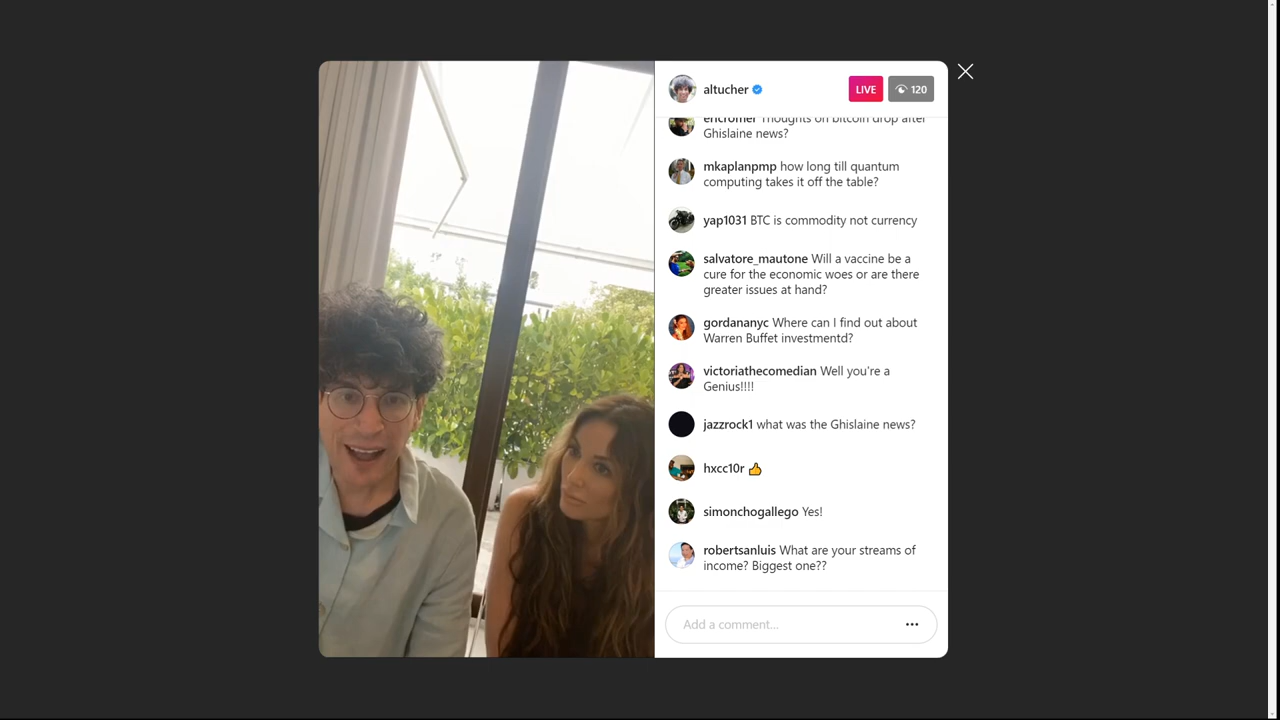 altucher
LIVE
120
ericromer Thoughts on bitcoin drop after
Ghislaine news?
mkaplanpmp how long till quantum
computing takes it off the table?
yap1031 BTC is commodity not currency
salvatore_mautone Will a vaccine be a
cure for the economic woes or are there
greater issues at hand?
gordananyc Where can I find out about
Warren Buffet investmentd?
victoriathecomedian Well you're a
Genius!!!!
jazzrock1 what was the Ghislaine news?
hxcc10r 👍
simonchogallego Yes!
robertsanluis What are your streams of
income? Biggest one??
Add a comment...